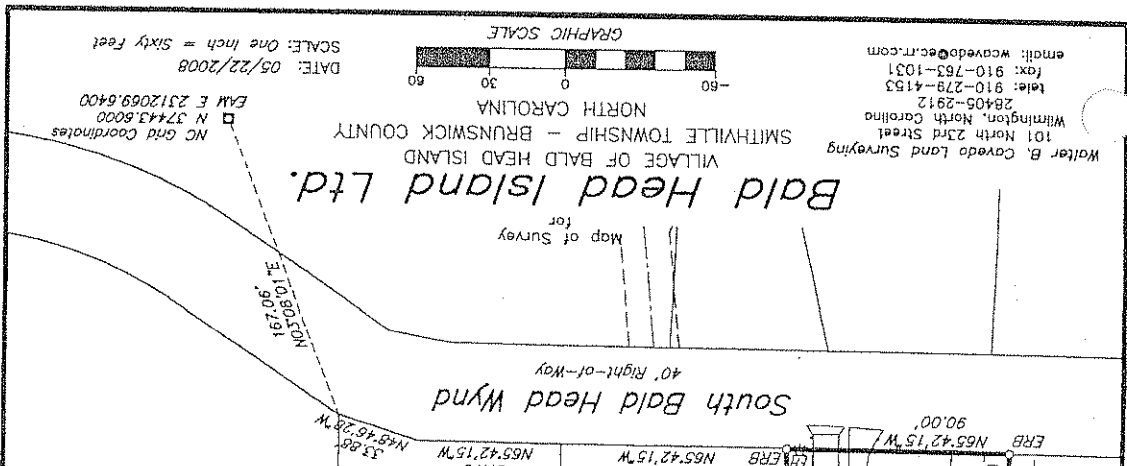 ERB N65°42'15"W
90.00'
ERB N65°42'15"W
N65°42'15"W
33.88'
N48°46'28"W
South Bald Head Wynd
40' Right-of-Way
167.06'
N03°08'01"E
Map of Survey
for
Bald Head Island Ltd.
VILLAGE OF BALD HEAD ISLAND
SMITHVILLE TOWNSHIP - BRUNSWICK COUNTY
NORTH CAROLINA
-60 0 30 60
GRAPHIC SCALE
Walter B. Cavedo Land Surveying
101 North 23rd Street
Wilmington, North Carolina
28405-2912
tele: 910-279-4153
fax: 910-763-1031
email: wcavedo@ec.rr.com
NC Grid Coordinates
N 37443.6000
EAM E 2312069.6400
DATE: 05/22/2008
SCALE: One Inch = Sixty Feet